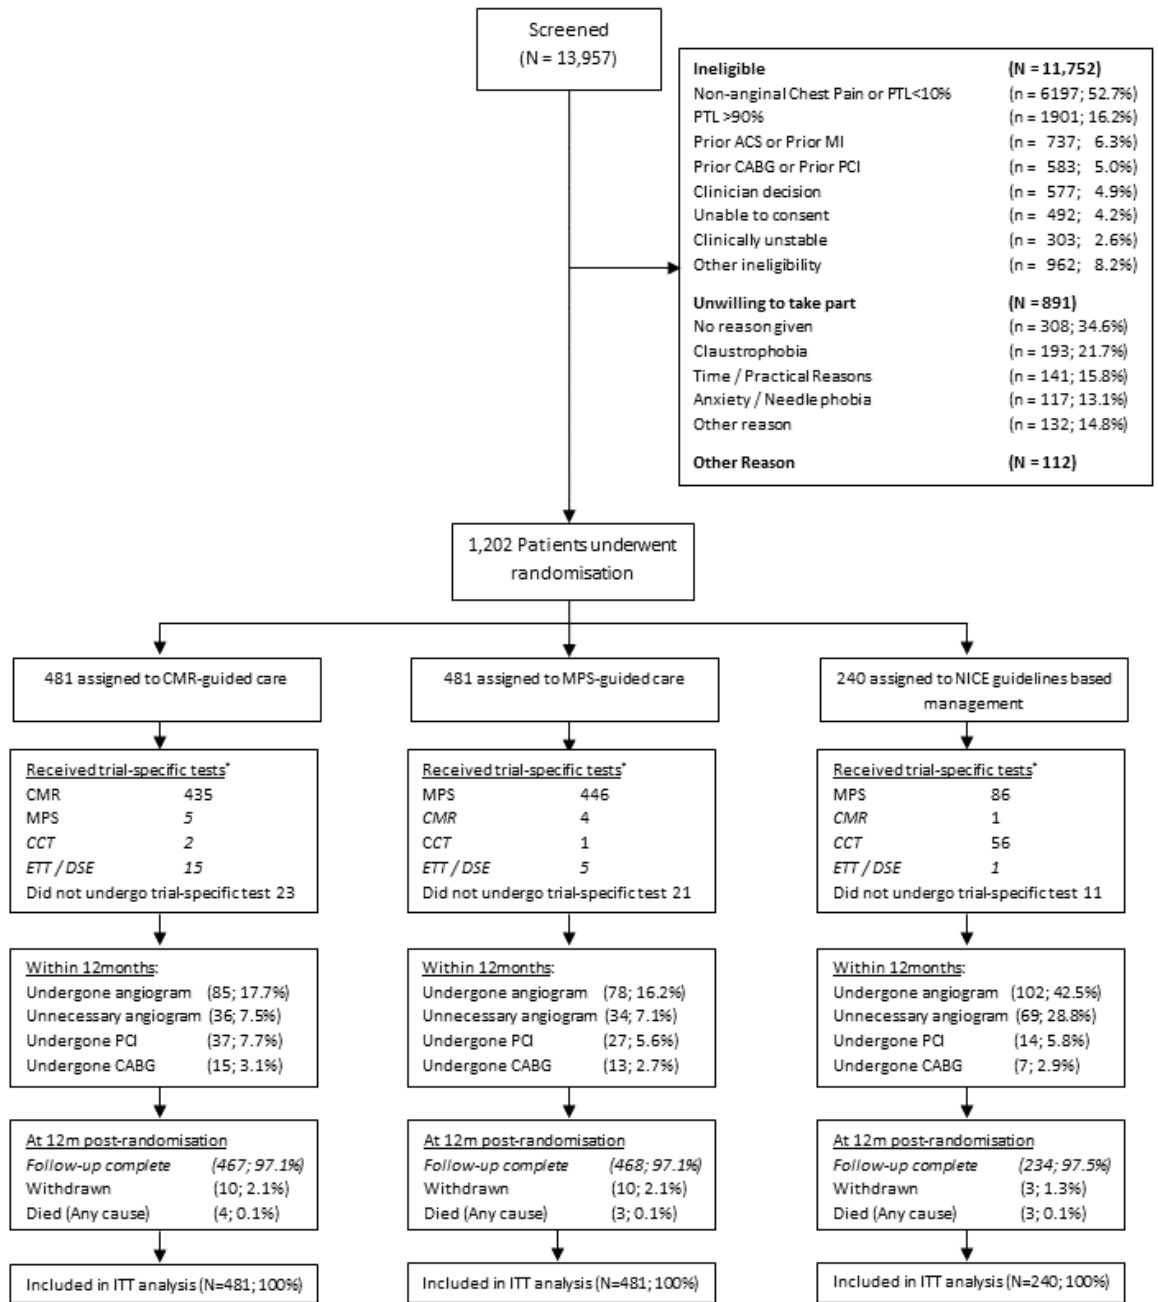 Screened
(N = 13,957)
Ineligible (N = 11,752)
Non-anginal Chest Pain or PTL<10% (n = 6197; 52.7%)
PTL >90% (n = 1901; 16.2%)
Prior ACS or Prior MI (n = 737; 6.3%)
Prior CABG or Prior PCI (n = 583; 5.0%)
Clinician decision (n = 577; 4.9%)
Unable to consent (n = 492; 4.2%)
Clinically unstable (n = 303; 2.6%)
Other ineligibility (n = 962; 8.2%)
Unwilling to take part (N = 891)
No reason given (n = 308; 34.6%)
Claustrophobia (n = 193; 21.7%)
Time / Practical Reasons (n = 141; 15.8%)
Anxiety / Needle phobia (n = 117; 13.1%)
Other reason (n = 132; 14.8%)
Other Reason (N = 112)
1,202 Patients underwent
randomisation
481 assigned to CMR-guided care
Received trial-specific tests*
CMR 435
MPS 5
CCT 2
ETT / DSE 15
Did not undergo trial-specific test 23
Within 12months:
Undergone angiogram (85; 17.7%)
Unnecessary angiogram (36; 7.5%)
Undergone PCI (37; 7.7%)
Undergone CABG (15; 3.1%)
At 12m post-randomisation
Follow-up complete (467; 97.1%)
Withdrawn (10; 2.1%)
Died (Any cause) (4; 0.1%)
Included in ITT analysis (N=481; 100%)
481 assigned to MPS-guided care
Received trial-specific tests*
MPS 446
CMR 4
CCT 1
ETT / DSE 5
Did not undergo trial-specific test 21
Within 12months:
Undergone angiogram (78; 16.2%)
Unnecessary angiogram (34; 7.1%)
Undergone PCI (27; 5.6%)
Undergone CABG (13; 2.7%)
At 12m post-randomisation
Follow-up complete (468; 97.1%)
Withdrawn (10; 2.1%)
Died (Any cause) (3; 0.1%)
Included in ITT analysis (N=481; 100%)
240 assigned to NICE guidelines based
management
Received trial-specific tests*
MPS 86
CMR 1
CCT 56
ETT / DSE 1
Did not undergo trial-specific test 11
Within 12months:
Undergone angiogram (102; 42.5%)
Unnecessary angiogram (69; 28.8%)
Undergone PCI (14; 5.8%)
Undergone CABG (7; 2.9%)
At 12m post-randomisation
Follow-up complete (234; 97.5%)
Withdrawn (3; 1.3%)
Died (Any cause) (3; 0.1%)
Included in ITT analysis (N=240; 100%)